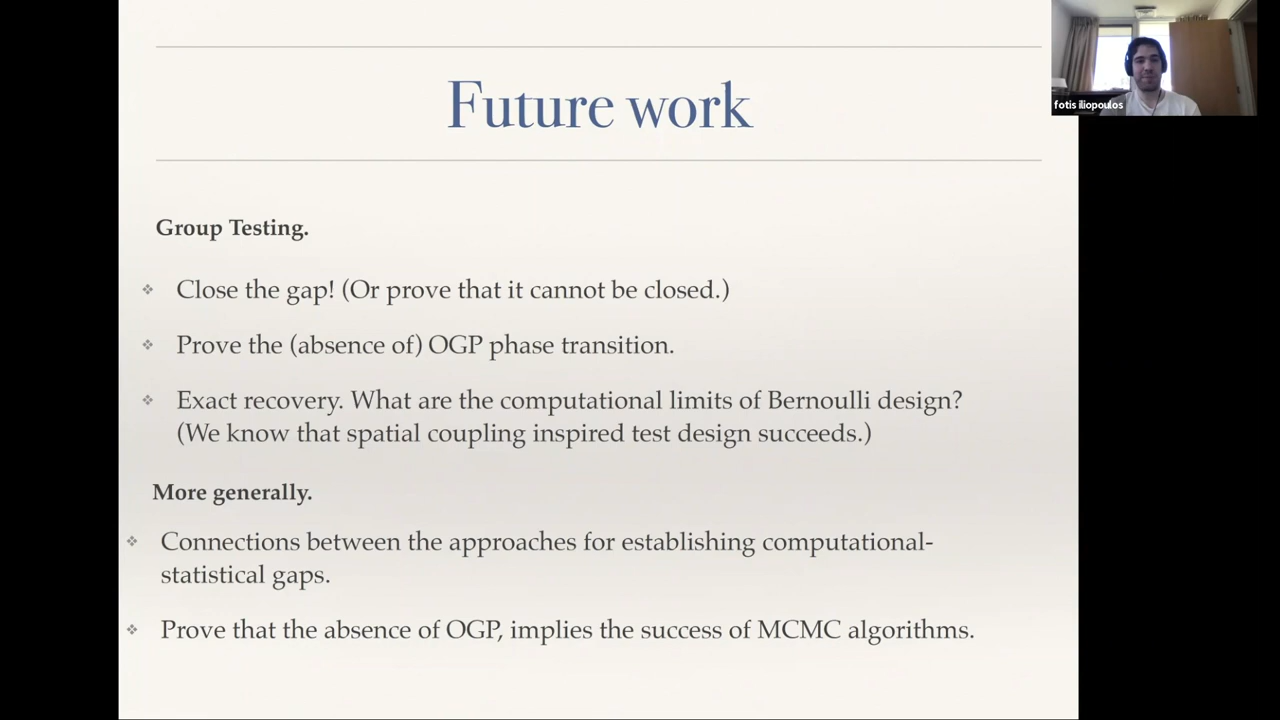 Future work
fotis iliopoulos
Group Testing.
Close the gap! (Or prove that it cannot be closed.)
Prove the (absence of) OGP phase transition.
Exact recovery. What are the computational limits of Bernoulli design?
(We know that spatial coupling inspired test design succeeds.)
More generally.
Connections between the approaches for establishing computational-
statistical gaps.
Prove that the absence of OGP, implies the success of MCMC algorithms.